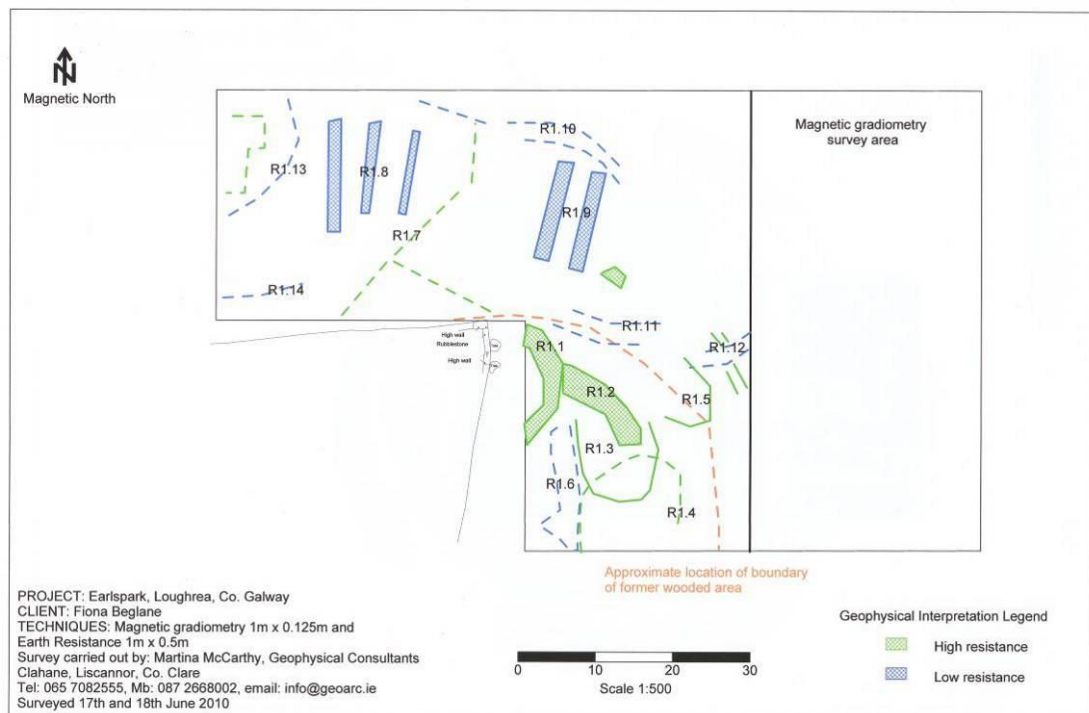 Magnetic North
Magnetic gradiometry
survey area
R1.10
R1.13
R1.8
R1.9
R1.7
R1.14
R1.11
High wall
Rubblestone
High wall
R1.1
R1.12
R1.2
R1.5
R1.3
R1.6
R1.4
Approximate location of boundary
of former wooded area
PROJECT: Earlspark, Loughrea, Co. Galway
CLIENT: Fiona Beglane
TECHNIQUES: Magnetic gradiometry 1m x 0.125m and
Earth Resistance 1m x 0.5m
Survey carried out by: Martina McCarthy, Geophysical Consultants
Clahane, Liscannor, Co. Clare
Tel: 065 7082555, Mb: 087 2668002, email: info@geoarc.ie
Surveyed 17th and 18th June 2010
0 10 20 30
Scale 1:500
Geophysical Interpretation Legend
High resistance
Low resistance